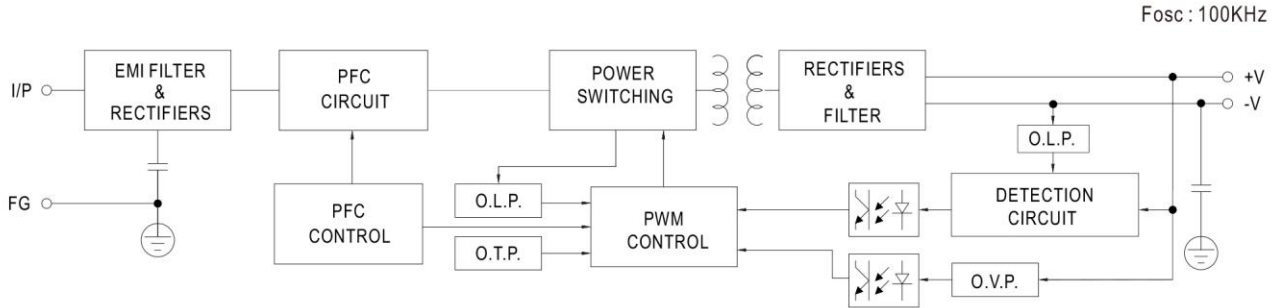 Fosc : 100KHz
I/P
EMI FILTER
&
RECTIFIERS
PFC
CIRCUIT
POWER
SWITCHING
RECTIFIERS
&
FILTER
+V
-V
O.L.P.
FG
PFC
CONTROL
O.L.P.
O.T.P.
PWM
CONTROL
DETECTION
CIRCUIT
O.V.P.